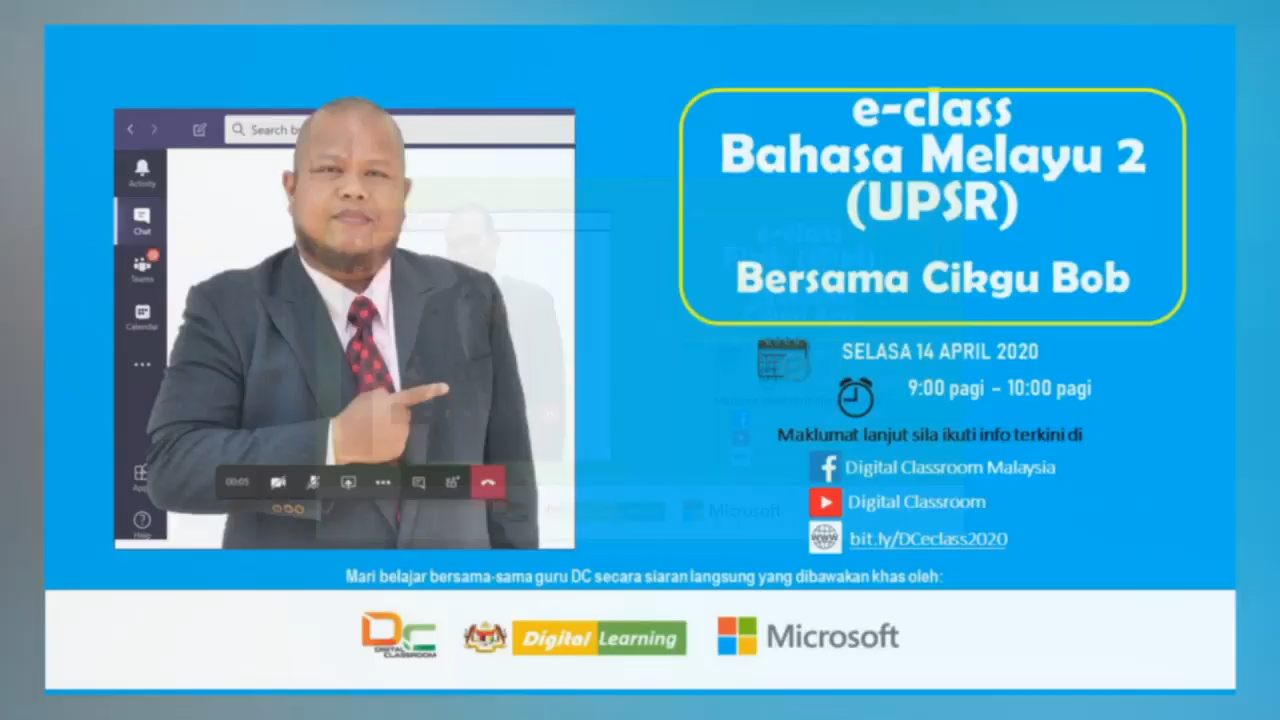 Search b
Activity
Chat
Teams
Calendar
Help
00:05
e-class
Bahasa Melayu 2
(UPSR)
Bersama Cikgu Bob
SELASA 14 APRIL 2020
9:00 pagi – 10:00 pagi
Maklumat lanjut sila ikuti info terkini di
Digital Classroom Malaysia
Digital Classroom
www
bit.ly/DCeclass2020
Mari belajar bersama-sama guru DC secara siaran langsung yang dibawakan khas oleh:
DC
DIGITAL
CLASSROOM
Digital Learning
Microsoft
Microsoft